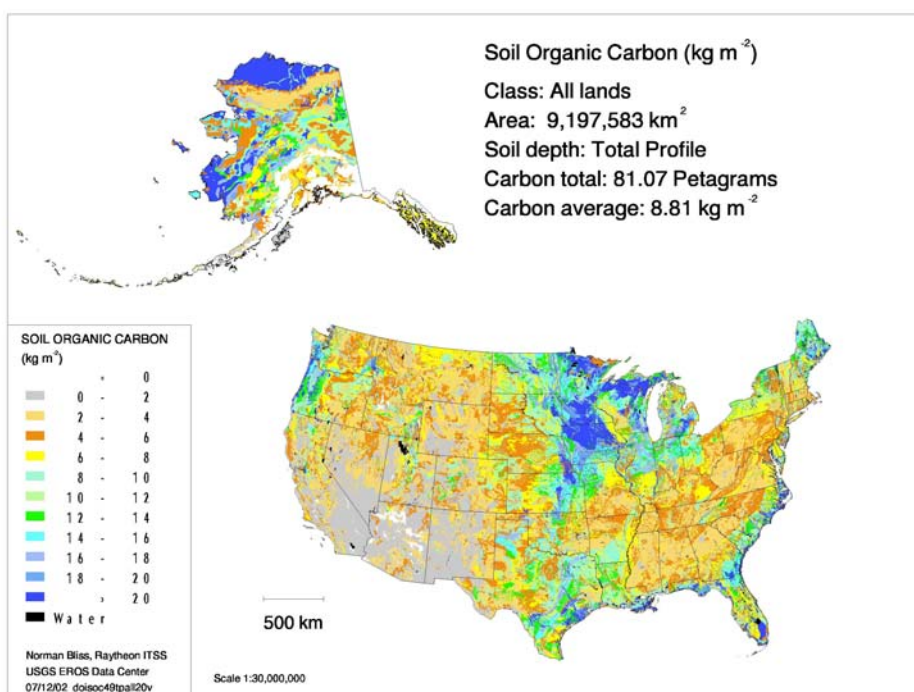 Soil Organic Carbon (kg m⁻²)
Class: All lands
Area: 9,197,583 km²
Soil depth: Total Profile
Carbon total: 81.07 Petagrams
Carbon average: 8.81 kg m⁻²
SOIL ORGANIC CARBON
(kg m⁻²)
0
0 - 2
2 - 4
4 - 6
6 - 8
8 - 10
10 - 12
12 - 14
14 - 16
16 - 18
18 - 20
20
Water
500 km
Norman Bliss, Raytheon ITSS
USGS EROS Data Center
07/12/02 doisoc49tpall20v
Scale 1:30,000,000